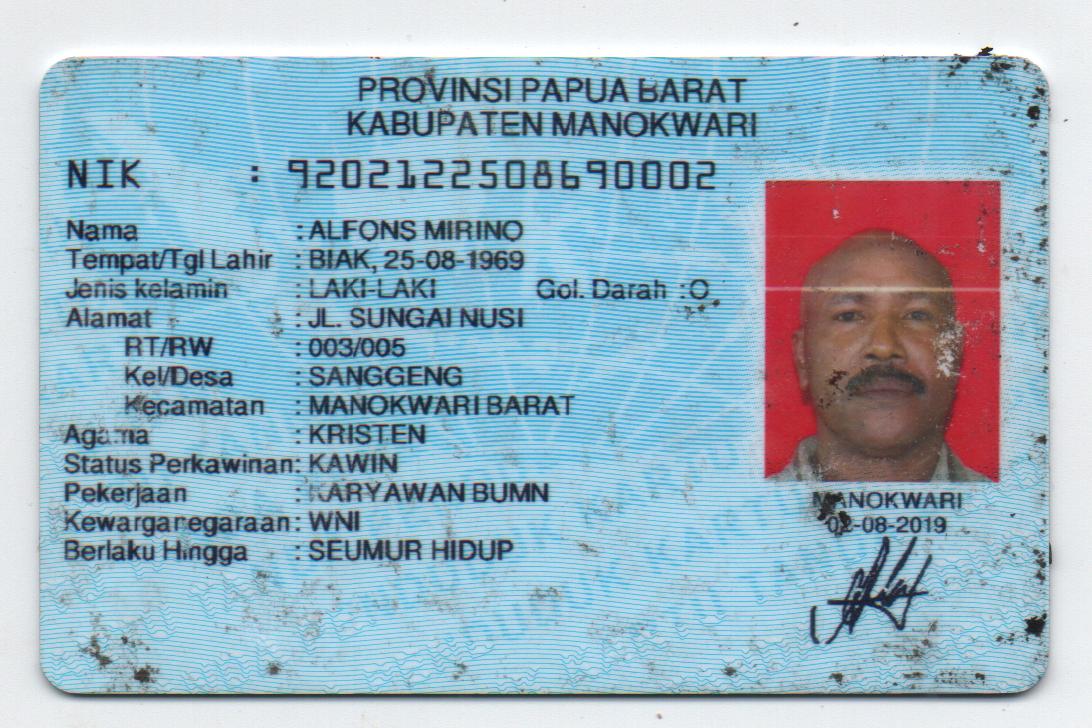 PROVINSI PAPUA BARAT
KABUPATEN MANOKWARI
NIK : 9202122508690002
Nama : ALFONS MIRINO
Tempat/Tgl Lahir : BIAK, 25-08-1969
Jenis kelamin : LAKI-LAKI Gol. Darah : O
Alamat : JL. SUNGAI NUSI
RT/RW : 003/005
Kel/Desa : SANGGENG
Kecamatan : MANOKWARI BARAT
Agama : KRISTEN
Status Perkawinan : KAWIN
Pekerjaan : KARYAWAN BUMN
Kewarganegaraan : WNI
Berlaku Hingga : SEUMUR HIDUP
MANOKWARI
02-08-2019